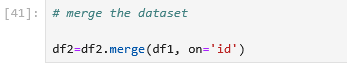 [41]: # merge the dataset
df2=df2.merge(df1, on='id')